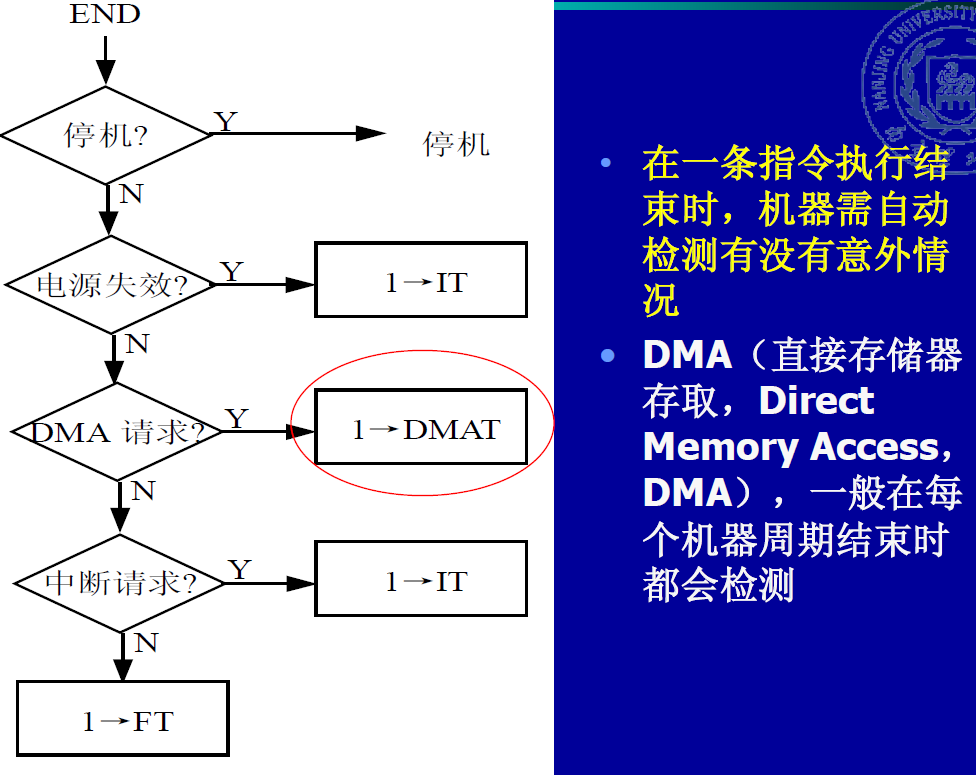 END
停机?
Y
停机
N
电源失效?
Y
1→IT
N
DMA 请求?
Y
1→DMAT
N
中断请求?
Y
1→IT
N
1→FT
NANJING UNIVERSITY
• 在一条指令执行结
束时，机器需自动
检测有没有意外情
况
• DMA（直接存储器
存取，Direct
Memory Access，
DMA），一般在每
个机器周期结束时
都会检测